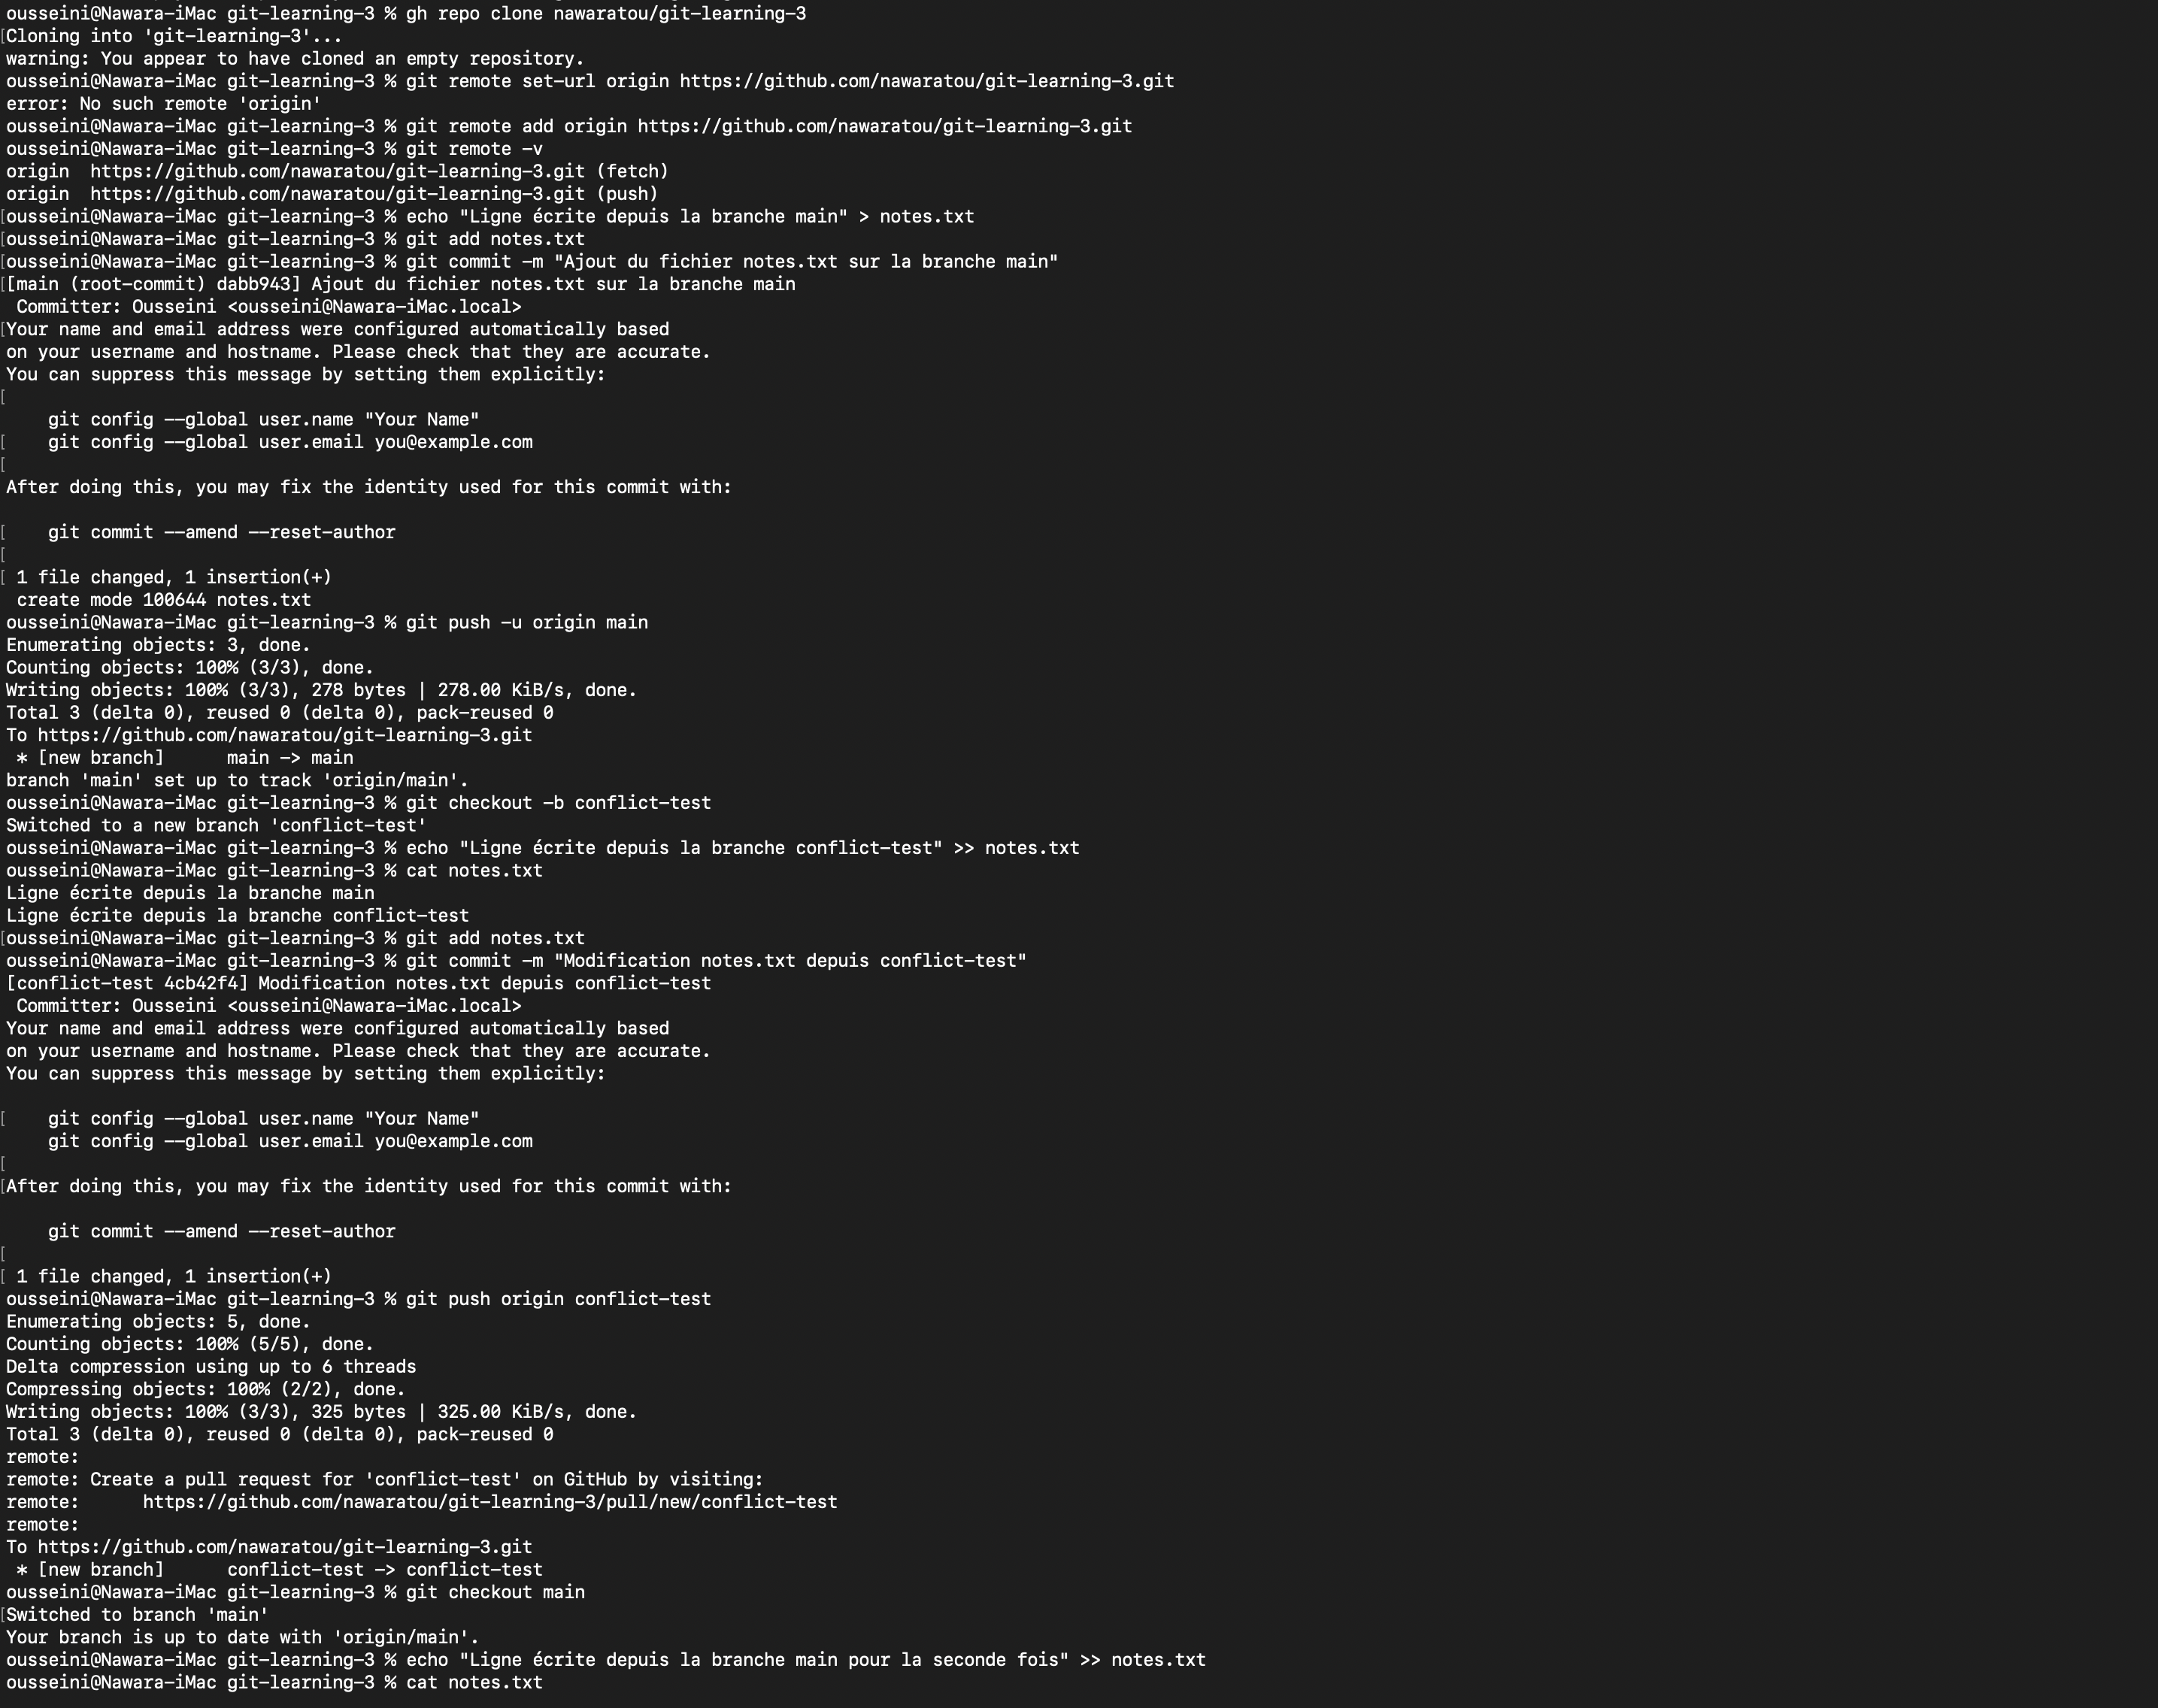 ousseini@Nawara-iMac git-learning-3 % gh repo clone nawaratou/git-learning-3
[Cloning into 'git-learning-3'...
warning: You appear to have cloned an empty repository.
ousseini@Nawara-iMac git-learning-3 % git remote set-url origin https://github.com/nawaratou/git-learning-3.git
error: No such remote 'origin'
ousseini@Nawara-iMac git-learning-3 % git remote add origin https://github.com/nawaratou/git-learning-3.git
ousseini@Nawara-iMac git-learning-3 % git remote -v
origin  https://github.com/nawaratou/git-learning-3.git (fetch)
origin  https://github.com/nawaratou/git-learning-3.git (push)
[ousseini@Nawara-iMac git-learning-3 % echo "Ligne écrite depuis la branche main" > notes.txt
[ousseini@Nawara-iMac git-learning-3 % git add notes.txt
[ousseini@Nawara-iMac git-learning-3 % git commit -m "Ajout du fichier notes.txt sur la branche main"
[[main (root-commit) dabb943] Ajout du fichier notes.txt sur la branche main
 Committer: Ousseini <ousseini@Nawara-iMac.local>
[Your name and email address were configured automatically based
on your username and hostname. Please check that they are accurate.
You can suppress this message by setting them explicitly:
[
    git config --global user.name "Your Name"
[    git config --global user.email you@example.com
[
After doing this, you may fix the identity used for this commit with:

[    git commit --amend --reset-author
[
[ 1 file changed, 1 insertion(+)
 create mode 100644 notes.txt
ousseini@Nawara-iMac git-learning-3 % git push -u origin main
Enumerating objects: 3, done.
Counting objects: 100% (3/3), done.
Writing objects: 100% (3/3), 278 bytes | 278.00 KiB/s, done.
Total 3 (delta 0), reused 0 (delta 0), pack-reused 0
To https://github.com/nawaratou/git-learning-3.git
 * [new branch]      main -> main
branch 'main' set up to track 'origin/main'.
ousseini@Nawara-iMac git-learning-3 % git checkout -b conflict-test
Switched to a new branch 'conflict-test'
ousseini@Nawara-iMac git-learning-3 % echo "Ligne écrite depuis la branche conflict-test" >> notes.txt
ousseini@Nawara-iMac git-learning-3 % cat notes.txt
Ligne écrite depuis la branche main
Ligne écrite depuis la branche conflict-test
[ousseini@Nawara-iMac git-learning-3 % git add notes.txt
ousseini@Nawara-iMac git-learning-3 % git commit -m "Modification notes.txt depuis conflict-test"
[conflict-test 4cb42f4] Modification notes.txt depuis conflict-test
 Committer: Ousseini <ousseini@Nawara-iMac.local>
Your name and email address were configured automatically based
on your username and hostname. Please check that they are accurate.
You can suppress this message by setting them explicitly:

[    git config --global user.name "Your Name"
    git config --global user.email you@example.com
[
[After doing this, you may fix the identity used for this commit with:

    git commit --amend --reset-author
[
[ 1 file changed, 1 insertion(+)
ousseini@Nawara-iMac git-learning-3 % git push origin conflict-test
Enumerating objects: 5, done.
Counting objects: 100% (5/5), done.
Delta compression using up to 6 threads
Compressing objects: 100% (2/2), done.
Writing objects: 100% (3/3), 325 bytes | 325.00 KiB/s, done.
Total 3 (delta 0), reused 0 (delta 0), pack-reused 0
remote:
remote: Create a pull request for 'conflict-test' on GitHub by visiting:
remote:      https://github.com/nawaratou/git-learning-3/pull/new/conflict-test
remote:
To https://github.com/nawaratou/git-learning-3.git
 * [new branch]      conflict-test -> conflict-test
ousseini@Nawara-iMac git-learning-3 % git checkout main
[Switched to branch 'main'
Your branch is up to date with 'origin/main'.
ousseini@Nawara-iMac git-learning-3 % echo "Ligne écrite depuis la branche main pour la seconde fois" >> notes.txt
ousseini@Nawara-iMac git-learning-3 % cat notes.txt